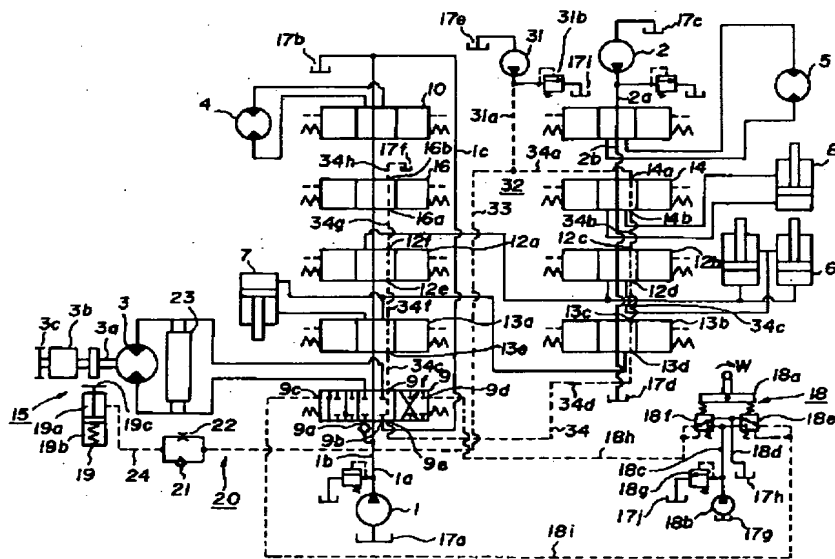 17e 31 31b 17c
17b 2 5
10 17i
4 31a 2a
17f 1c
34h 16b 34a 2b 8
16 32 14a 14
16a 33 14b
34g 34b
12f 12a 12c 12b
7 12e 12d 6
34f 13c 34c
13a 13b
3b 23 13e 13d W
3c 3a 3 34e 18a
15 9c 9f 9 17d 18
19c 9d 34d 18f 18e
19a 22 9a 34 18h
19b 9b 9e 18c 18d
19 24 21 20 1b 18g 17h
1a 17j 18b
1 17g
17a
18i